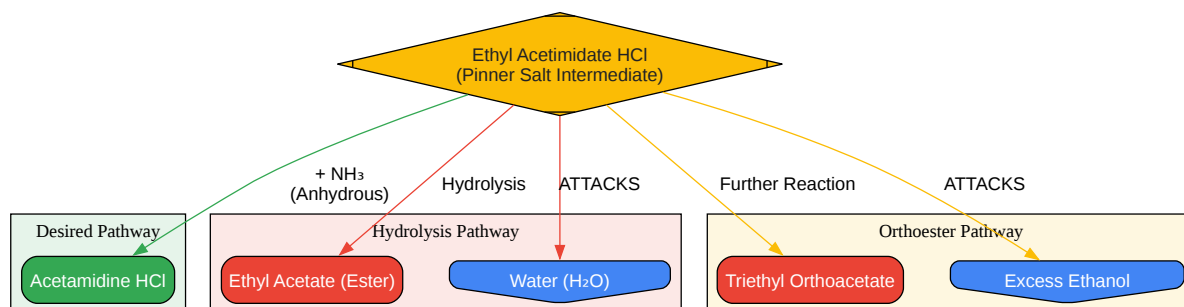 Ethyl Acetimidate HCl
(Pinner Salt Intermediate)
+ NH₃
(Anhydrous)
Hydrolysis
ATTACKS
Further Reaction
ATTACKS
Desired Pathway
Hydrolysis Pathway
Orthoester Pathway
Acetamidine HCl
Ethyl Acetate (Ester)
Water (H₂O)
Triethyl Orthoacetate
Excess Ethanol